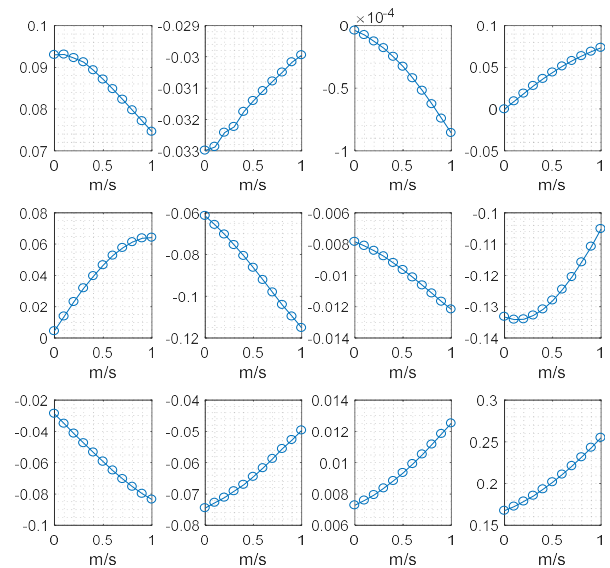 0.1
0.09
0.08
0.07
0 0.5 1
m/s
-0.029
-0.03
-0.031
-0.032
-0.033
0 0.5 1
m/s
×10-4
0
-0.5
-1
0 0.5 1
m/s
0.1
0.05
0
-0.05
0 0.5 1
m/s
0.08
0.06
0.04
0.02
0
0 0.5 1
m/s
-0.06
-0.08
-0.1
-0.12
0 0.5 1
m/s
-0.006
-0.008
-0.01
-0.012
-0.014
0 0.5 1
m/s
-0.1
-0.11
-0.12
-0.13
-0.14
0 0.5 1
m/s
-0.02
-0.04
-0.06
-0.08
-0.1
0 0.5 1
m/s
-0.04
-0.05
-0.06
-0.07
-0.08
0 0.5 1
m/s
0.014
0.012
0.01
0.008
0.006
0 0.5 1
m/s
0.3
0.25
0.2
0.15
0 0.5 1
m/s